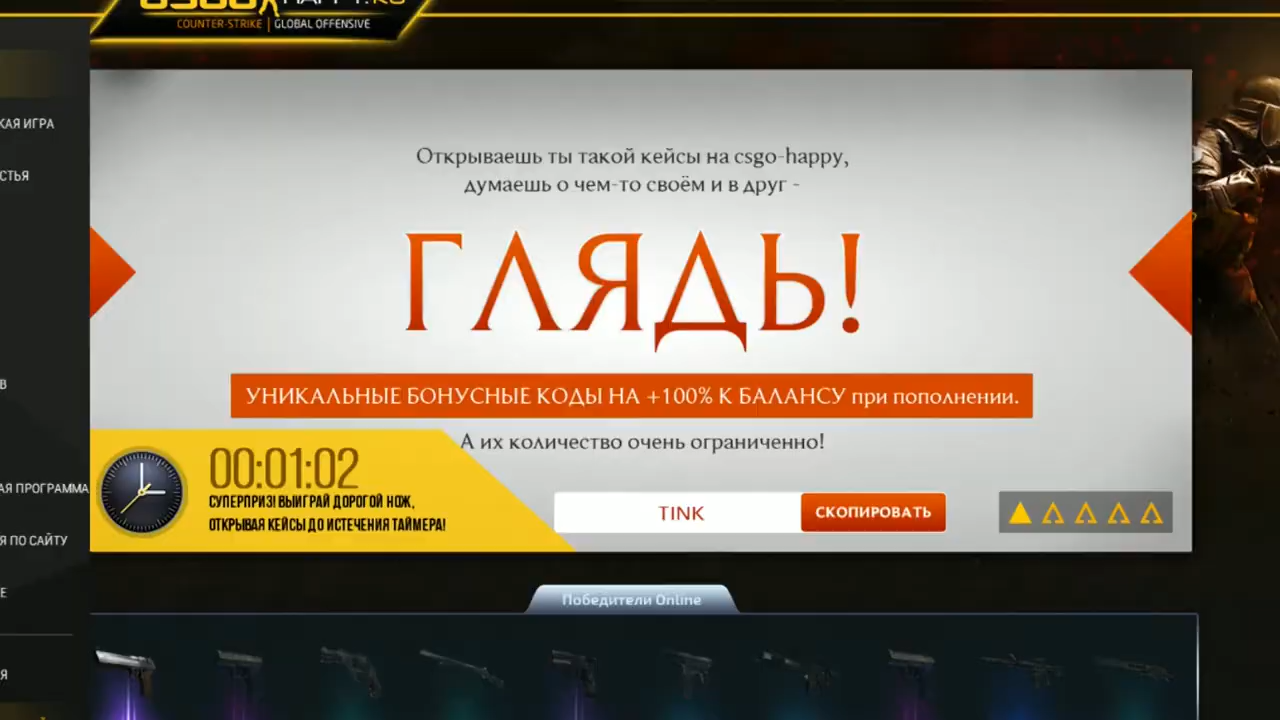 COUNTER-STRIKE | GLOBAL OFFENSIVE
КАЯ ИГРА
СТЬЯ
Открываешь ты такой кейсы на csgo-happy,
думаешь о чем-то своём и в друг -
ГЛЯДЬ!
УНИКАЛЬНЫЕ БОНУСНЫЕ КОДЫ НА +100% К БАЛАНСУ при пополнении.
В
А их количество очень ограниченно!
00:01:02
СУПЕРПРИЗ! ВЫИГРАЙ ДОРОГОЙ НОЖ,
ОТКРЫВАЯ КЕЙСЫ ДО ИСТЕЧЕНИЯ ТАЙМЕРА!
АЯ ПРОГРАММА
TINK
СКОПИРОВАТЬ
Я ПО САЙТУ
Е
Победители Online
Я